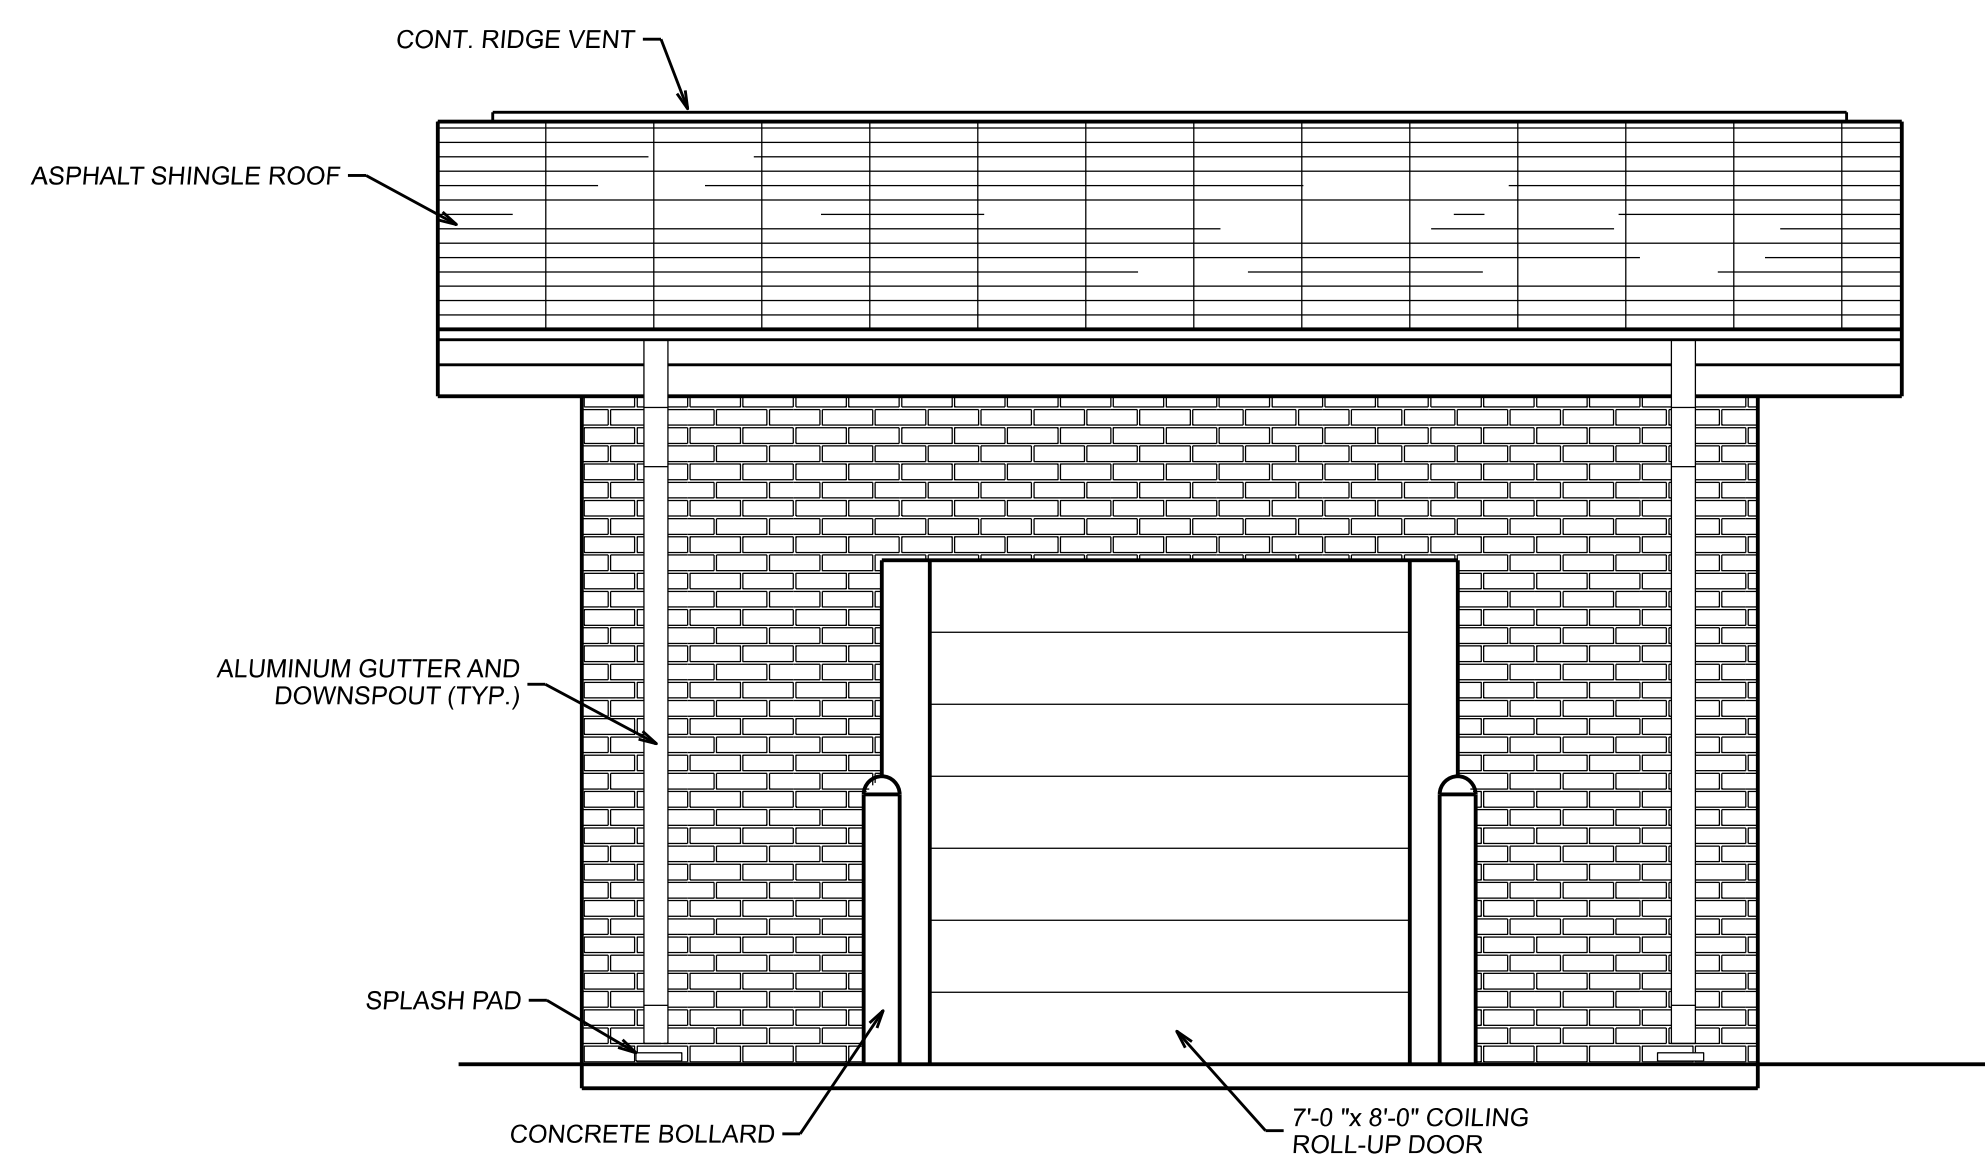 CONT. RIDGE VENT
ASPHALT SHINGLE ROOF
ALUMINUM GUTTER AND
DOWNSPOUT (TYP.)
SPLASH PAD
CONCRETE BOLLARD
7'-0 "x 8'-0" COILING
ROLL-UP DOOR